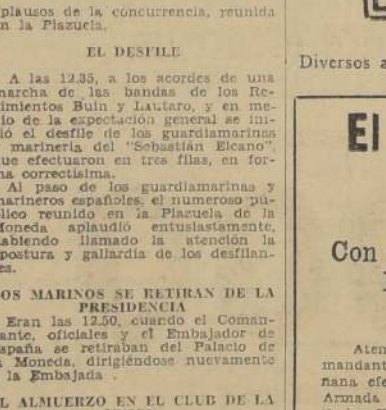 plausos de la concurrencia, reunida
n la Plazuela.
EL DESFILE
A las 12.35, a los acordes de una
marcha de las bandas de los Re-
imientos Buin y Lautaro, y en me-
io de la expectación general se ini-
ió el desfile de los guardiamarinas
marinería del "Sebastián Elcano",
ue efectuaron en tres filas, en for-
na correctísima.
Al paso de los guardiamarinas y
arineros españoles, el numeroso pú-
lico reunido en la Plazuela de la
Moneda aplaudió entusiastamente,
abiendo llamado la atención la
postura y gallardía de los desfilan-
es.
OS MARINOS SE RETIRAN DE LA
PRESIDENCIA
Eran las 12.50, cuando el Coman-
ante, oficiales y el Embajador de
spaña se retiraban del Palacio de
a Moneda, dirigiéndose nuevamente
la Embajada .
L ALMUERZO EN EL CLUB DE LA
Diversos a
El
Con
Aten
mandant
nana efe
Armada